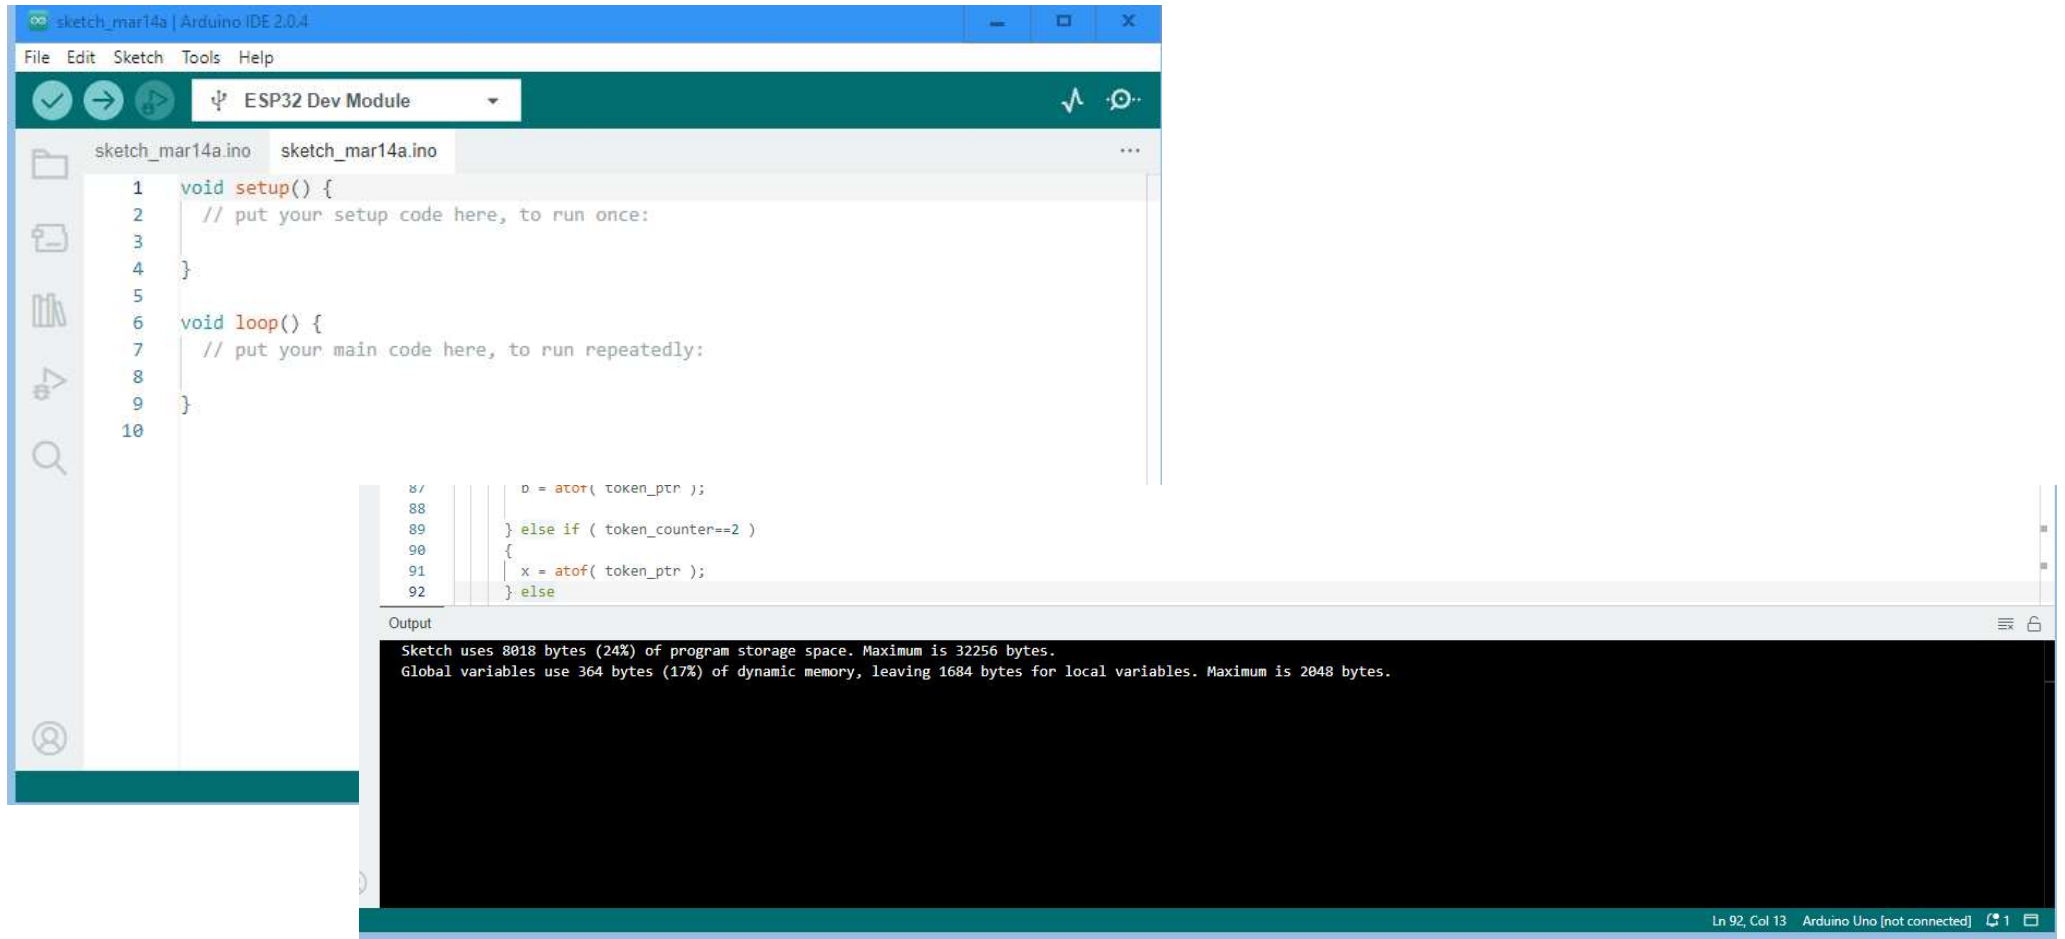 sketch_mar14a | Arduino IDE 2.0.4
File Edit Sketch Tools Help
ESP32 Dev Module
sketch_mar14a.ino sketch_mar14a.ino
1 void setup() {
2 // put your setup code here, to run once:
3
4 }
5
6 void loop() {
7 // put your main code here, to run repeatedly:
8
9 }
10
87 b = atof( token_ptr );
88
89 } else if ( token_counter==2 )
90 {
91 x = atof( token_ptr );
92 } else
Output
Sketch uses 8018 bytes (24%) of program storage space. Maximum is 32256 bytes.
Global variables use 364 bytes (17%) of dynamic memory, leaving 1684 bytes for local variables. Maximum is 2048 bytes.
Ln 92, Col 13 Arduino Uno [not connected] 1